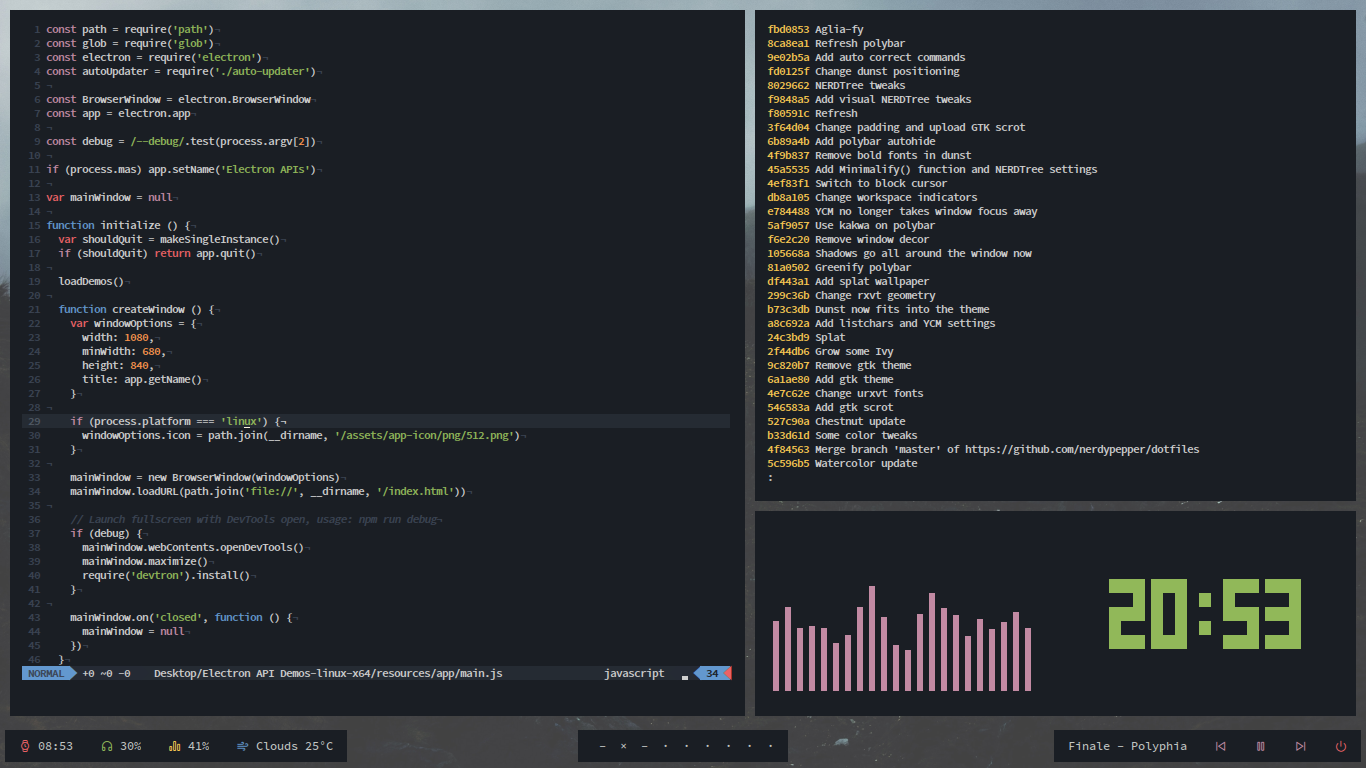 1 const path = require('path')¬
2 const glob = require('glob')¬
3 const electron = require('electron')¬
4 const autoUpdater = require('./auto-updater')¬
5 ¬
6 const BrowserWindow = electron.BrowserWindow¬
7 const app = electron.app¬
8 ¬
9 const debug = /--debug/.test(process.argv[2])¬
10 ¬
11 if (process.mas) app.setName('Electron APIs')¬
12 ¬
13 var mainWindow = null¬
14 ¬
15 function initialize () {¬
16   var shouldQuit = makeSingleInstance()¬
17   if (shouldQuit) return app.quit()¬
18 ¬
19   loadDemos()¬
20 ¬
21   function createWindow () {¬
22     var windowOptions = {¬
23       width: 1080,¬
24       minWidth: 680,¬
25       height: 840,¬
26       title: app.getName()¬
27     }¬
28 ¬
29     if (process.platform === 'linux') {¬
30       windowOptions.icon = path.join(__dirname, '/assets/app-icon/png/512.png')¬
31     }¬
32 ¬
33     mainWindow = new BrowserWindow(windowOptions)¬
34     mainWindow.loadURL(path.join('file://', __dirname, '/index.html'))¬
35 ¬
36     // Launch fullscreen with DevTools open, usage: npm run debug¬
37     if (debug) {¬
38       mainWindow.webContents.openDevTools()¬
39       mainWindow.maximize()¬
40       require('devtron').install()¬
41     }¬
42 ¬
43     mainWindow.on('closed', function () {¬
44       mainWindow = null¬
45     })¬
46   }¬
NORMAL +0 ~0 -0 Desktop/Electron API Demos-linux-x64/resources/app/main.js javascript 34
fbd0853 Aglia-fy
8ca8ea1 Refresh polybar
9e02b5a Add auto correct commands
fd0125f Change dunst positioning
8029662 NERDTree tweaks
f9848a5 Add visual NERDTree tweaks
f80591c Refresh
3f64d04 Change padding and upload GTK scrot
6b89a4b Add polybar autohide
4f9b837 Remove bold fonts in dunst
45a5535 Add Minimalify() function and NERDTree settings
4ef83f1 Switch to block cursor
db8a105 Change workspace indicators
e784488 YCM no longer takes window focus away
5af9057 Use kakwa on polybar
f6e2c20 Remove window decor
105668a Shadows go all around the window now
81a0502 Greenify polybar
df443a1 Add splat wallpaper
299c36b Change rxvt geometry
b73c3db Dunst now fits into the theme
a8c692a Add listchars and YCM settings
24c3bd9 Splat
2f44db6 Grow some Ivy
9c820b7 Remove gtk theme
6a1ae80 Add gtk theme
4e7c62e Change urxvt fonts
546583a Add gtk scrot
527c90a Chestnut update
b33d61d Some color tweaks
4f84563 Merge branch 'master' of https://github.com/nerdypepper/dotfiles
5c596b5 Watercolor update
:
20:53
08:53 30% 41% Clouds 25°C
– × – · · · · · ·
Finale – Polyphia